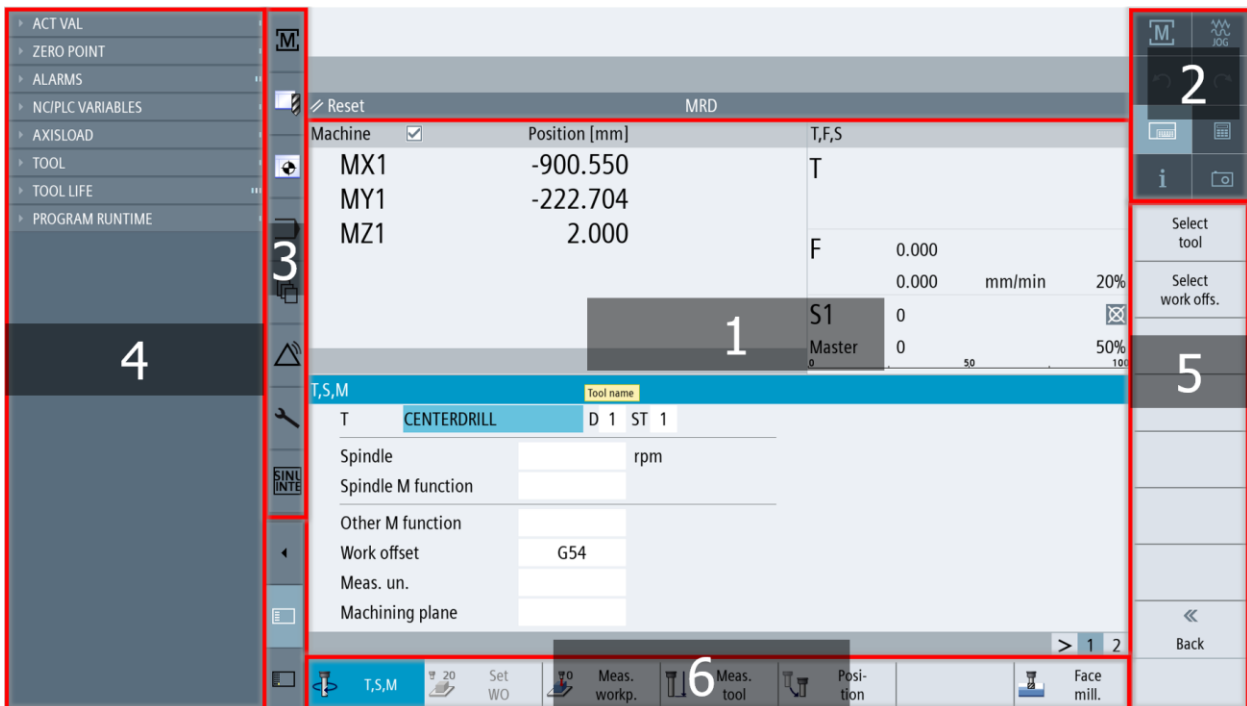 ACT VAL
ZERO POINT
ALARMS
NC/PLC VARIABLES
AXISLOAD
TOOL
TOOL LIFE
PROGRAM RUNTIME
4
M
3
SINU
INTE
Reset MRD
Machine Position [mm] T,F,S
MX1 -900.550 T
MY1 -222.704
MZ1 2.000
F 0.000
0.000 mm/min 20%
S1 0
Master 0 50%
0 50 100
1
T,S,M Tool name
T CENTERDRILL D 1 ST 1
Spindle rpm
Spindle M function
Other M function
Work offset G54
Meas. un.
Machining plane
> 1 2
T,S,M
20 Set
WO
Meas.
workp.
6
Meas.
tool
Posi-
tion
Face
mill.
M JOG
2
i
Select
tool
Select
work offs.
5
«
Back